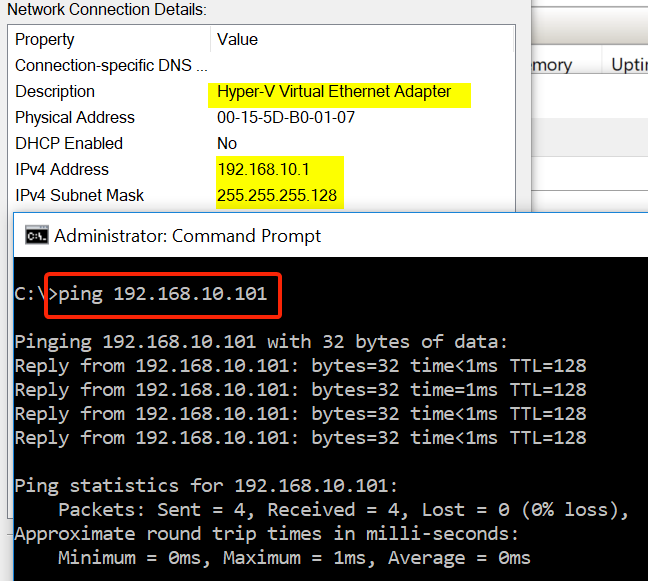 Network Connection Details:
Property Value
Connection-specific DNS ...
Description Hyper-V Virtual Ethernet Adapter
Physical Address 00-15-5D-B0-01-07
DHCP Enabled No
IPv4 Address 192.168.10.1
IPv4 Subnet Mask 255.255.255.128
Administrator: Command Prompt
C:\>ping 192.168.10.101
Pinging 192.168.10.101 with 32 bytes of data:
Reply from 192.168.10.101: bytes=32 time<1ms TTL=128
Reply from 192.168.10.101: bytes=32 time=1ms TTL=128
Reply from 192.168.10.101: bytes=32 time<1ms TTL=128
Reply from 192.168.10.101: bytes=32 time<1ms TTL=128
Ping statistics for 192.168.10.101:
Packets: Sent = 4, Received = 4, Lost = 0 (0% loss),
Approximate round trip times in milli-seconds:
Minimum = 0ms, Maximum = 1ms, Average = 0ms